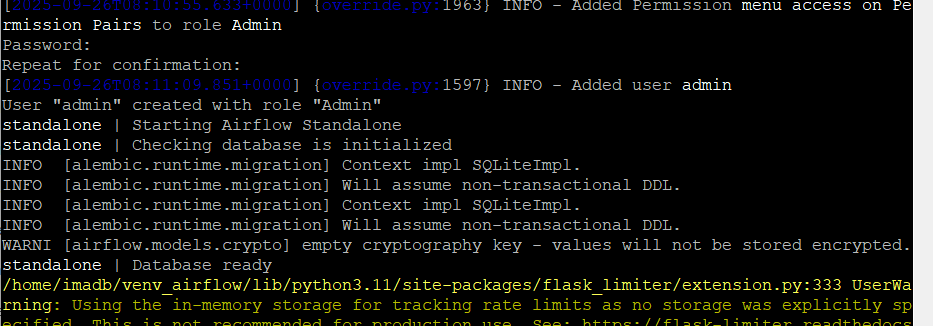 [2025-09-26T08:10:55.633+0000] {override.py:1963} INFO - Added Permission menu access on Pe
rmission Pairs to role Admin
Password:
Repeat for confirmation:
[2025-09-26T08:11:09.851+0000] {override.py:1597} INFO - Added user admin
User "admin" created with role "Admin"
standalone | Starting Airflow Standalone
standalone | Checking database is initialized
INFO  [alembic.runtime.migration] Context impl SQLiteImpl.
INFO  [alembic.runtime.migration] Will assume non-transactional DDL.
INFO  [alembic.runtime.migration] Context impl SQLiteImpl.
INFO  [alembic.runtime.migration] Will assume non-transactional DDL.
WARNI [airflow.models.crypto] empty cryptography key - values will not be stored encrypted.
standalone | Database ready
/home/imadb/venv_airflow/lib/python3.11/site-packages/flask_limiter/extension.py:333 UserWa
rning: Using the in-memory storage for tracking rate limits as no storage was explicitly sp
ecified. This is not recommended for production use. See: https://flask-limiter.readthedocs